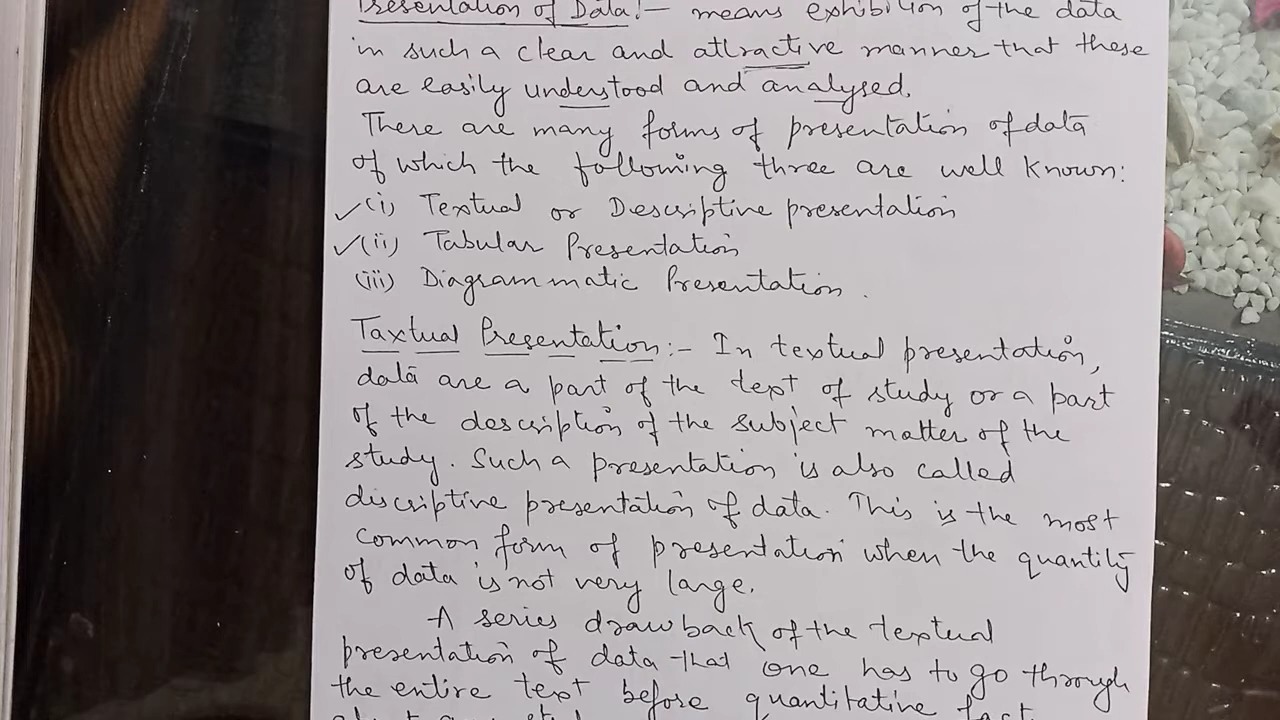 Presentation of Data:— means exhibition of the data
in such a clear and attractive manner that these
are easily understood and analysed.
There are many forms of presentation of data
of which the following three are well known:
✓(i) Textual or Descriptive presentation
✓(ii) Tabular Presentation
(iii) Diagrammatic Presentation.
Taxtual Presentation:- In textual presentation,
data are a part of the text of study or a part
of the description of the subject matter of the
study. Such a presentation is also called
discriptive presentation of data. This is the most
common form of presentation when the quantity
of data is not very large.
A series drawback of the textual
presentation of data that one has to go through
the entire text before quantitative fact